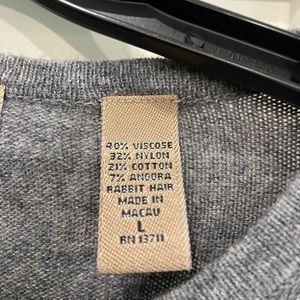 40% VISCOSE
32% NYLON
21% COTTON
7% ANGORA
RABBIT HAIR
MADE IN
MACAU
L
RN 13711